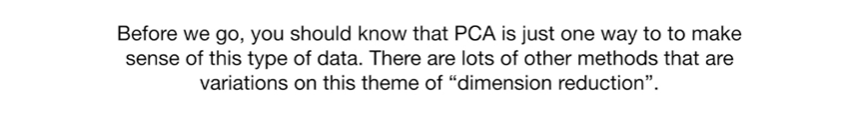 Before we go, you should know that PCA is just one way to to make
sense of this type of data. There are lots of other methods that are
variations on this theme of “dimension reduction”.